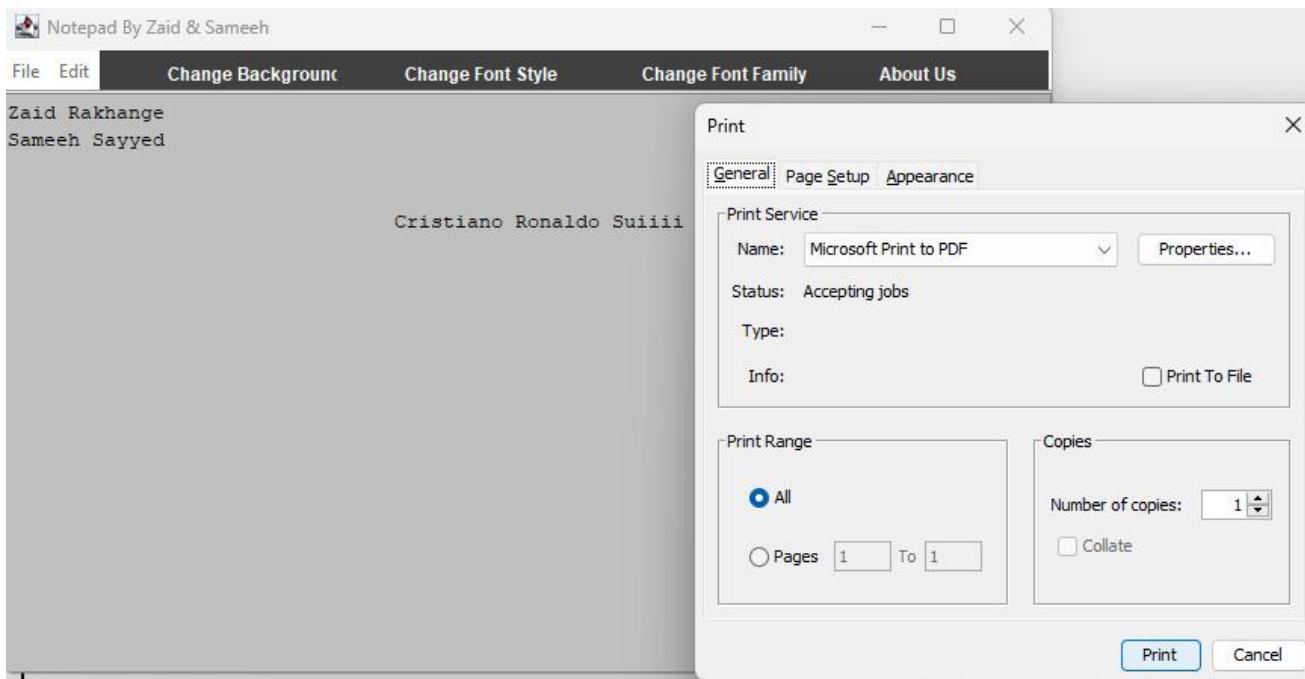 Notepad By Zaid & Sameeh
File Edit Change Background Change Font Style Change Font Family About Us
Zaid Rakhange
Sameeh Sayyed
Cristiano Ronaldo Suiiii
Print
General Page Setup Appearance
Print Service
Name: Microsoft Print to PDF Properties...
Status: Accepting jobs
Type:
Info: Print To File
Print Range
All
Pages 1 To 1
Copies
Number of copies: 1
Collate
Print Cancel